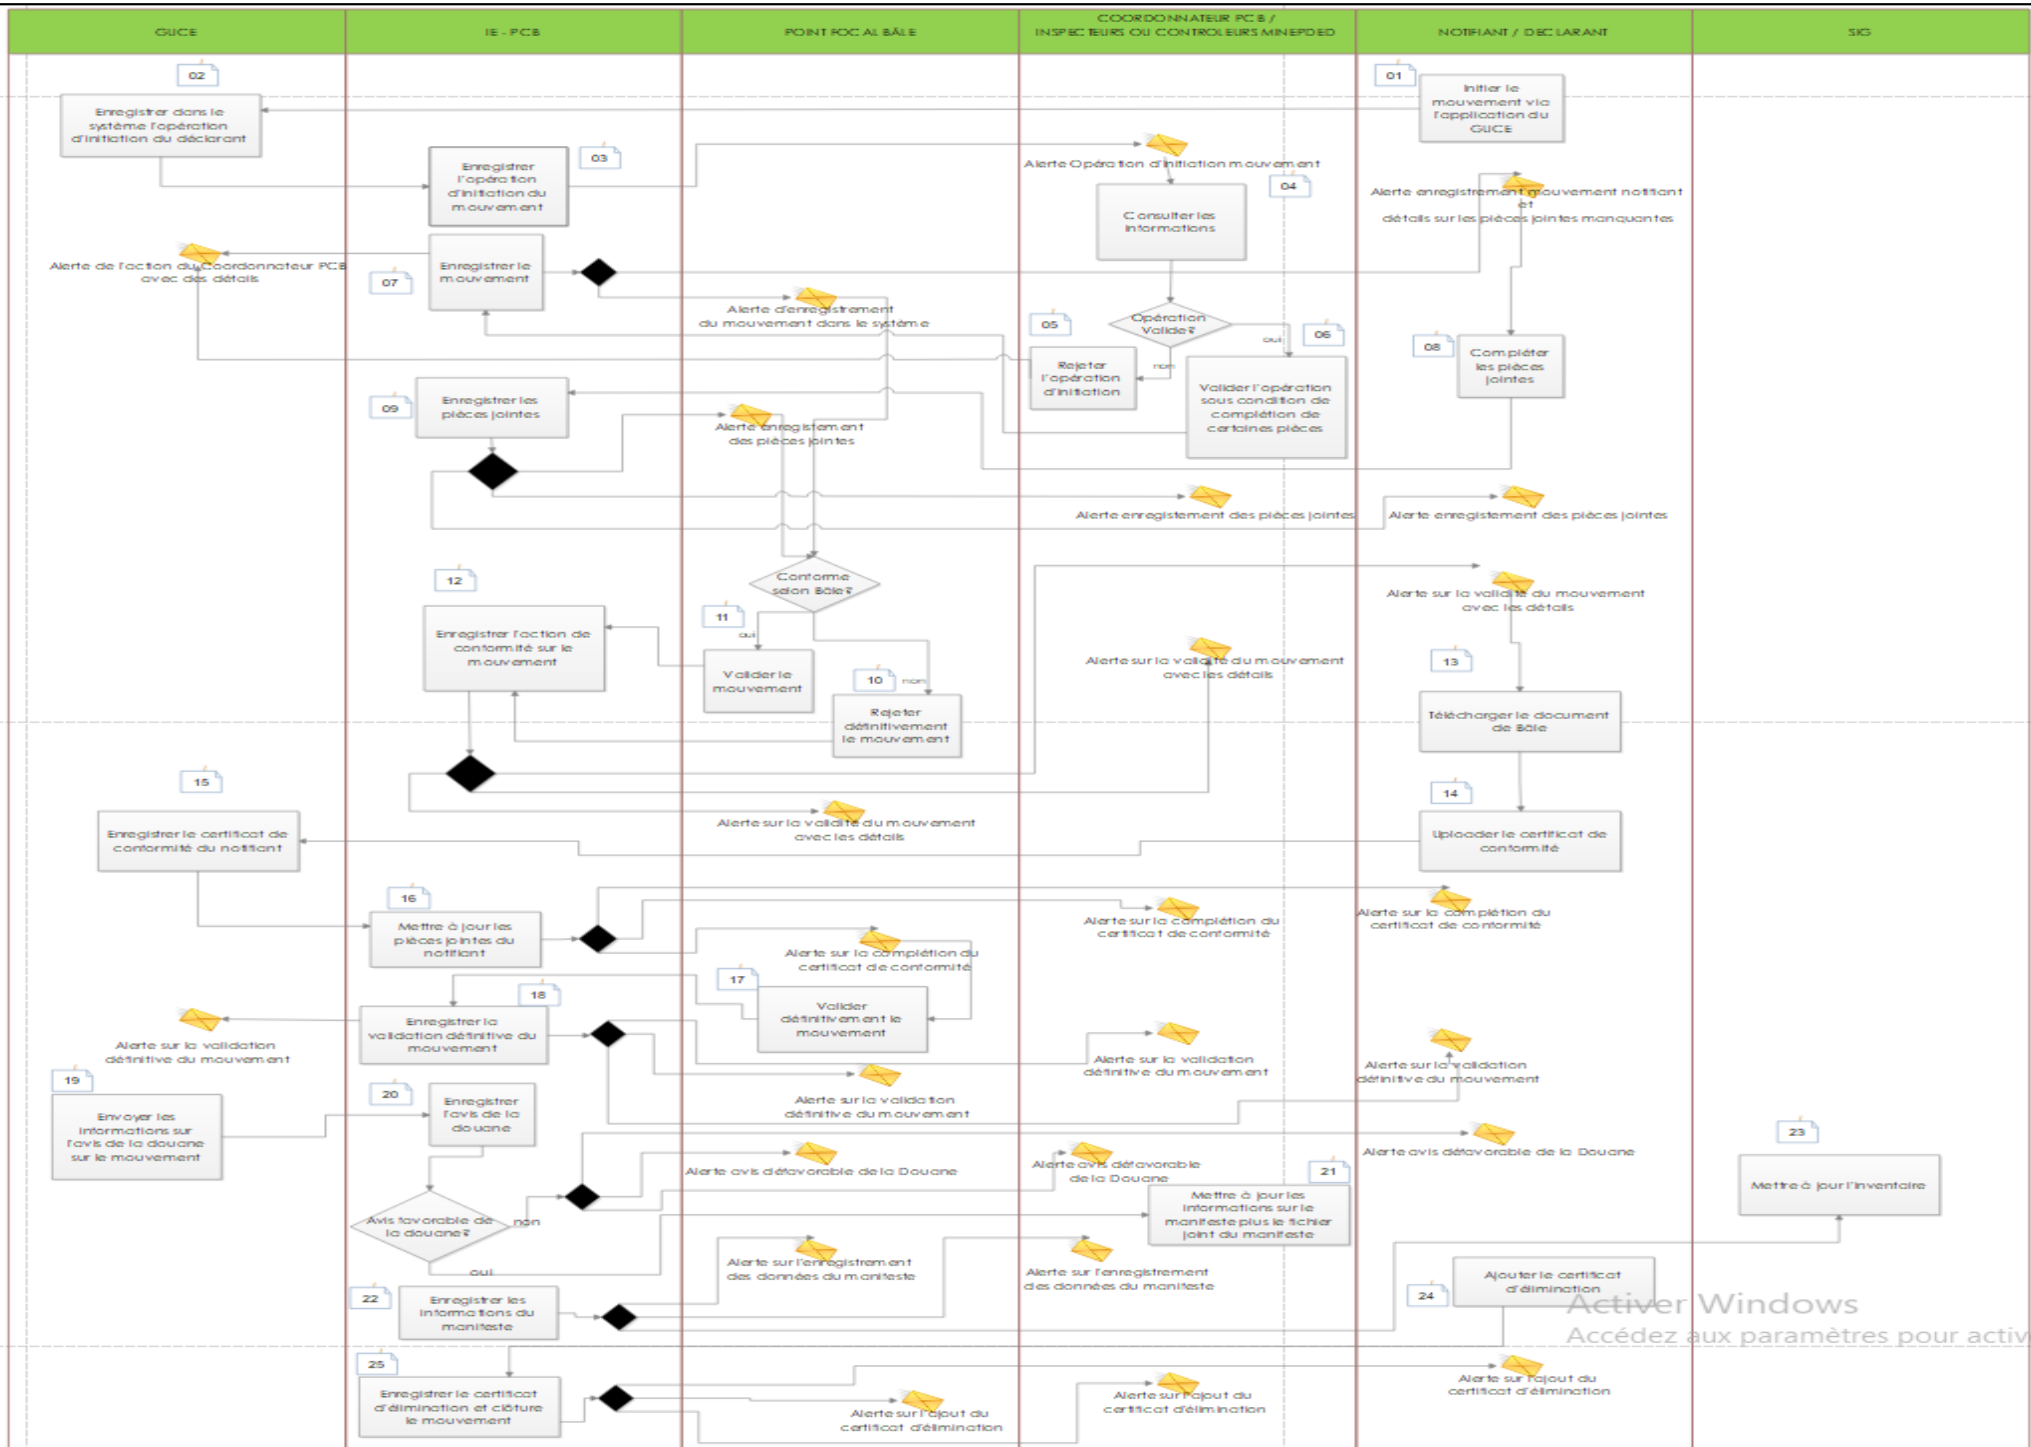 GUCE
IE - PCB
POINT FOCAL BÂLE
COORDONNATEUR PCB /
INSPECTEURS OU CONTROLEURS MINEPDED
NOTIFIANT / DECLARANT
SIG
02
Enregistrer dans le
système l'opération
d'initiation du déclarant
01
Initier le
mouvement via
l'application du
GUCE
03
Enregistrer
l'opération
d'initiation du
mouvement
Alerte Opération d'initiation mouvement
04
Consulter les
informations
Alerte enregistrement mouvement notifiant
et
détails sur les pièces jointes manquantes
Alerte de l'action du Coordonnateur PCB
avec des détails
07
Enregistrer le
mouvement
Alerte d'enregistrement
du mouvement dans le système
Opération
Valide?
oui
non
05
Rejeter
l'opération
d'initiation
06
Valider l'opération
sous condition de
complétion de
certaines pièces
08
Compléter
les pièces
jointes
09
Enregistrer les
pièces jointes
Alerte enregistement
des pièces jointes
Alerte enregistement des pièces jointes
Alerte enregistement des pièces jointes
Conforme
selon Bâle?
12
Enregistrer l'action de
conformité sur le
mouvement
11
oui
Valider le
mouvement
10
non
Rejeter
définitivement
le mouvement
Alerte sur la validité du mouvement
avec les détails
Alerte sur la validité du mouvement
avec les détails
13
Télécharger le document
de Bâle
Alerte sur la validité du mouvement
avec les détails
14
Uploader le certificat de
conformité
15
Enregistrer le certificat de
conformité du notifiant
16
Mettre à jour les
pièces jointes du
notifiant
Alerte sur la complétion du
certificat de conformité
Alerte sur la complétion du
certificat de conformité
Alerte sur la complétion du
certificat de conformité
17
Valider
définitivement le
mouvement
18
Enregistrer la
validation définitive du
mouvement
Alerte sur la validation
définitive du mouvement
Alerte sur la validation
définitive du mouvement
Alerte sur la validation
définitive du mouvement
Alerte sur la validation
définitive du mouvement
19
Envoyer les
informations sur
l'avis de la douane
sur le mouvement
20
Enregistrer
l'avis de la
douane
Avis favorable de
la douane?
non
oui
Alerte avis défavorable de la Douane
Alerte avis défavorable
de la Douane
Alerte avis défavorable de la Douane
21
Mettre à jour les
informations sur le
manifeste plus le fichier
joint du manifeste
23
Mettre à jour l'inventaire
22
Enregistrer les
informations du
manifeste
Alerte sur l'enregistrement
des données du manifeste
Alerte sur l'enregistrement
des données du manifeste
24
Ajouter le certificat
d'élimination
Activer Windows
Accédez aux paramètres pour activ
25
Enregistrer le certificat
d'élimination et clôture
le mouvement
Alerte sur l'ajout du
certificat d'élimination
Alerte sur l'ajout du
certificat d'élimination
Alerte sur l'ajout du
certificat d'élimination